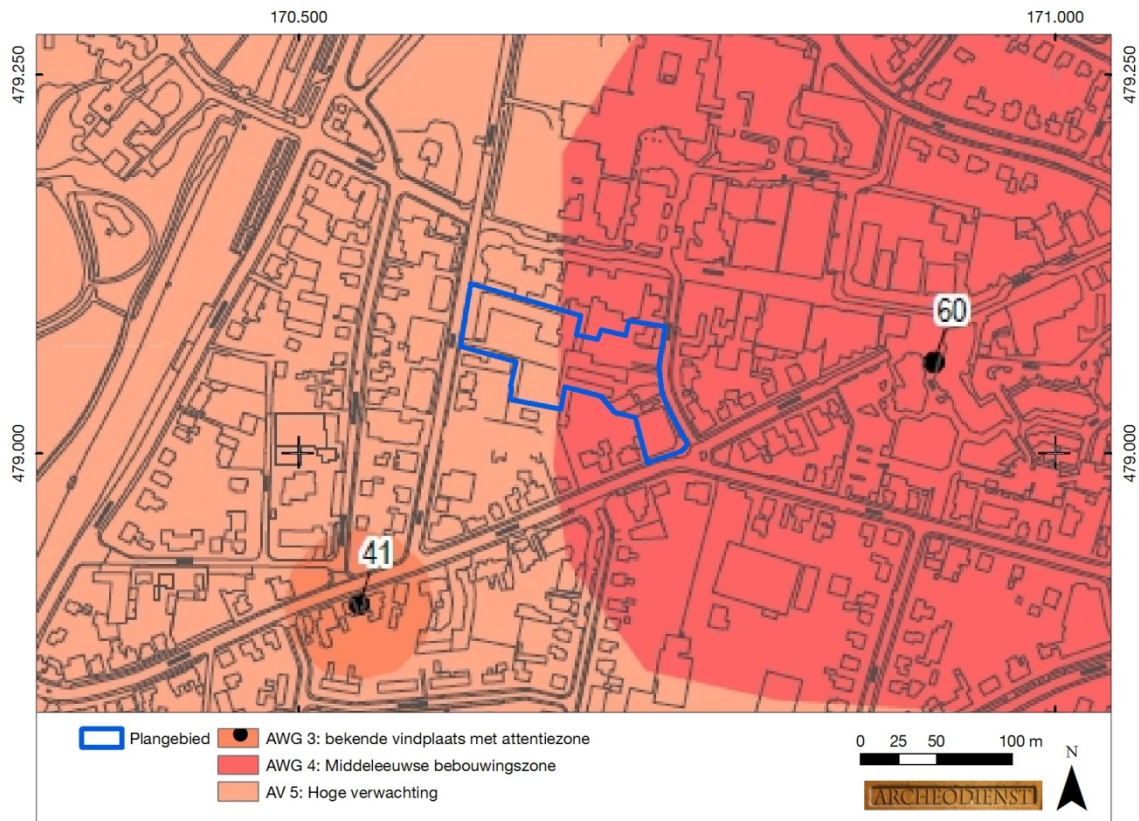 170.500
171.000
479.250
479.250
60
479.000
479.000
41
Plangebied
AWG 3: bekende vindplaats met attentiezone
AWG 4: Middeleeuwse bebouwingszone
AV 5: Hoge verwachting
0 25 50 100 m
N
ARCHEODIENST